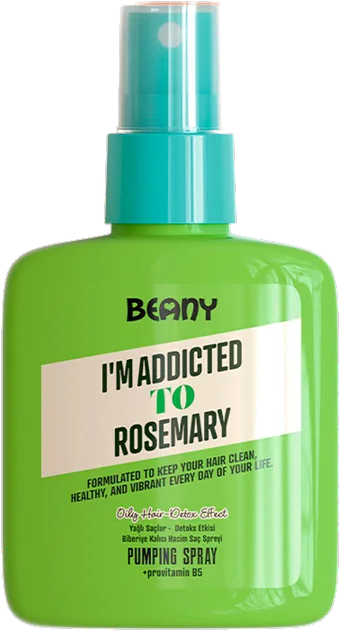 BEANY
I'M ADDICTED
TO
ROSEMARY
FORMULATED TO KEEP YOUR HAIR CLEAN,
HEALTHY, AND VIBRANT EVERY DAY OF YOUR LIFE.
Oily Hair-Detox Effect
Yağlı Saçlar - Detoks Etkisi
Biberiye Kalıcı Hacim Saç Spreyi
PUMPING SPRAY
+provitamin B5